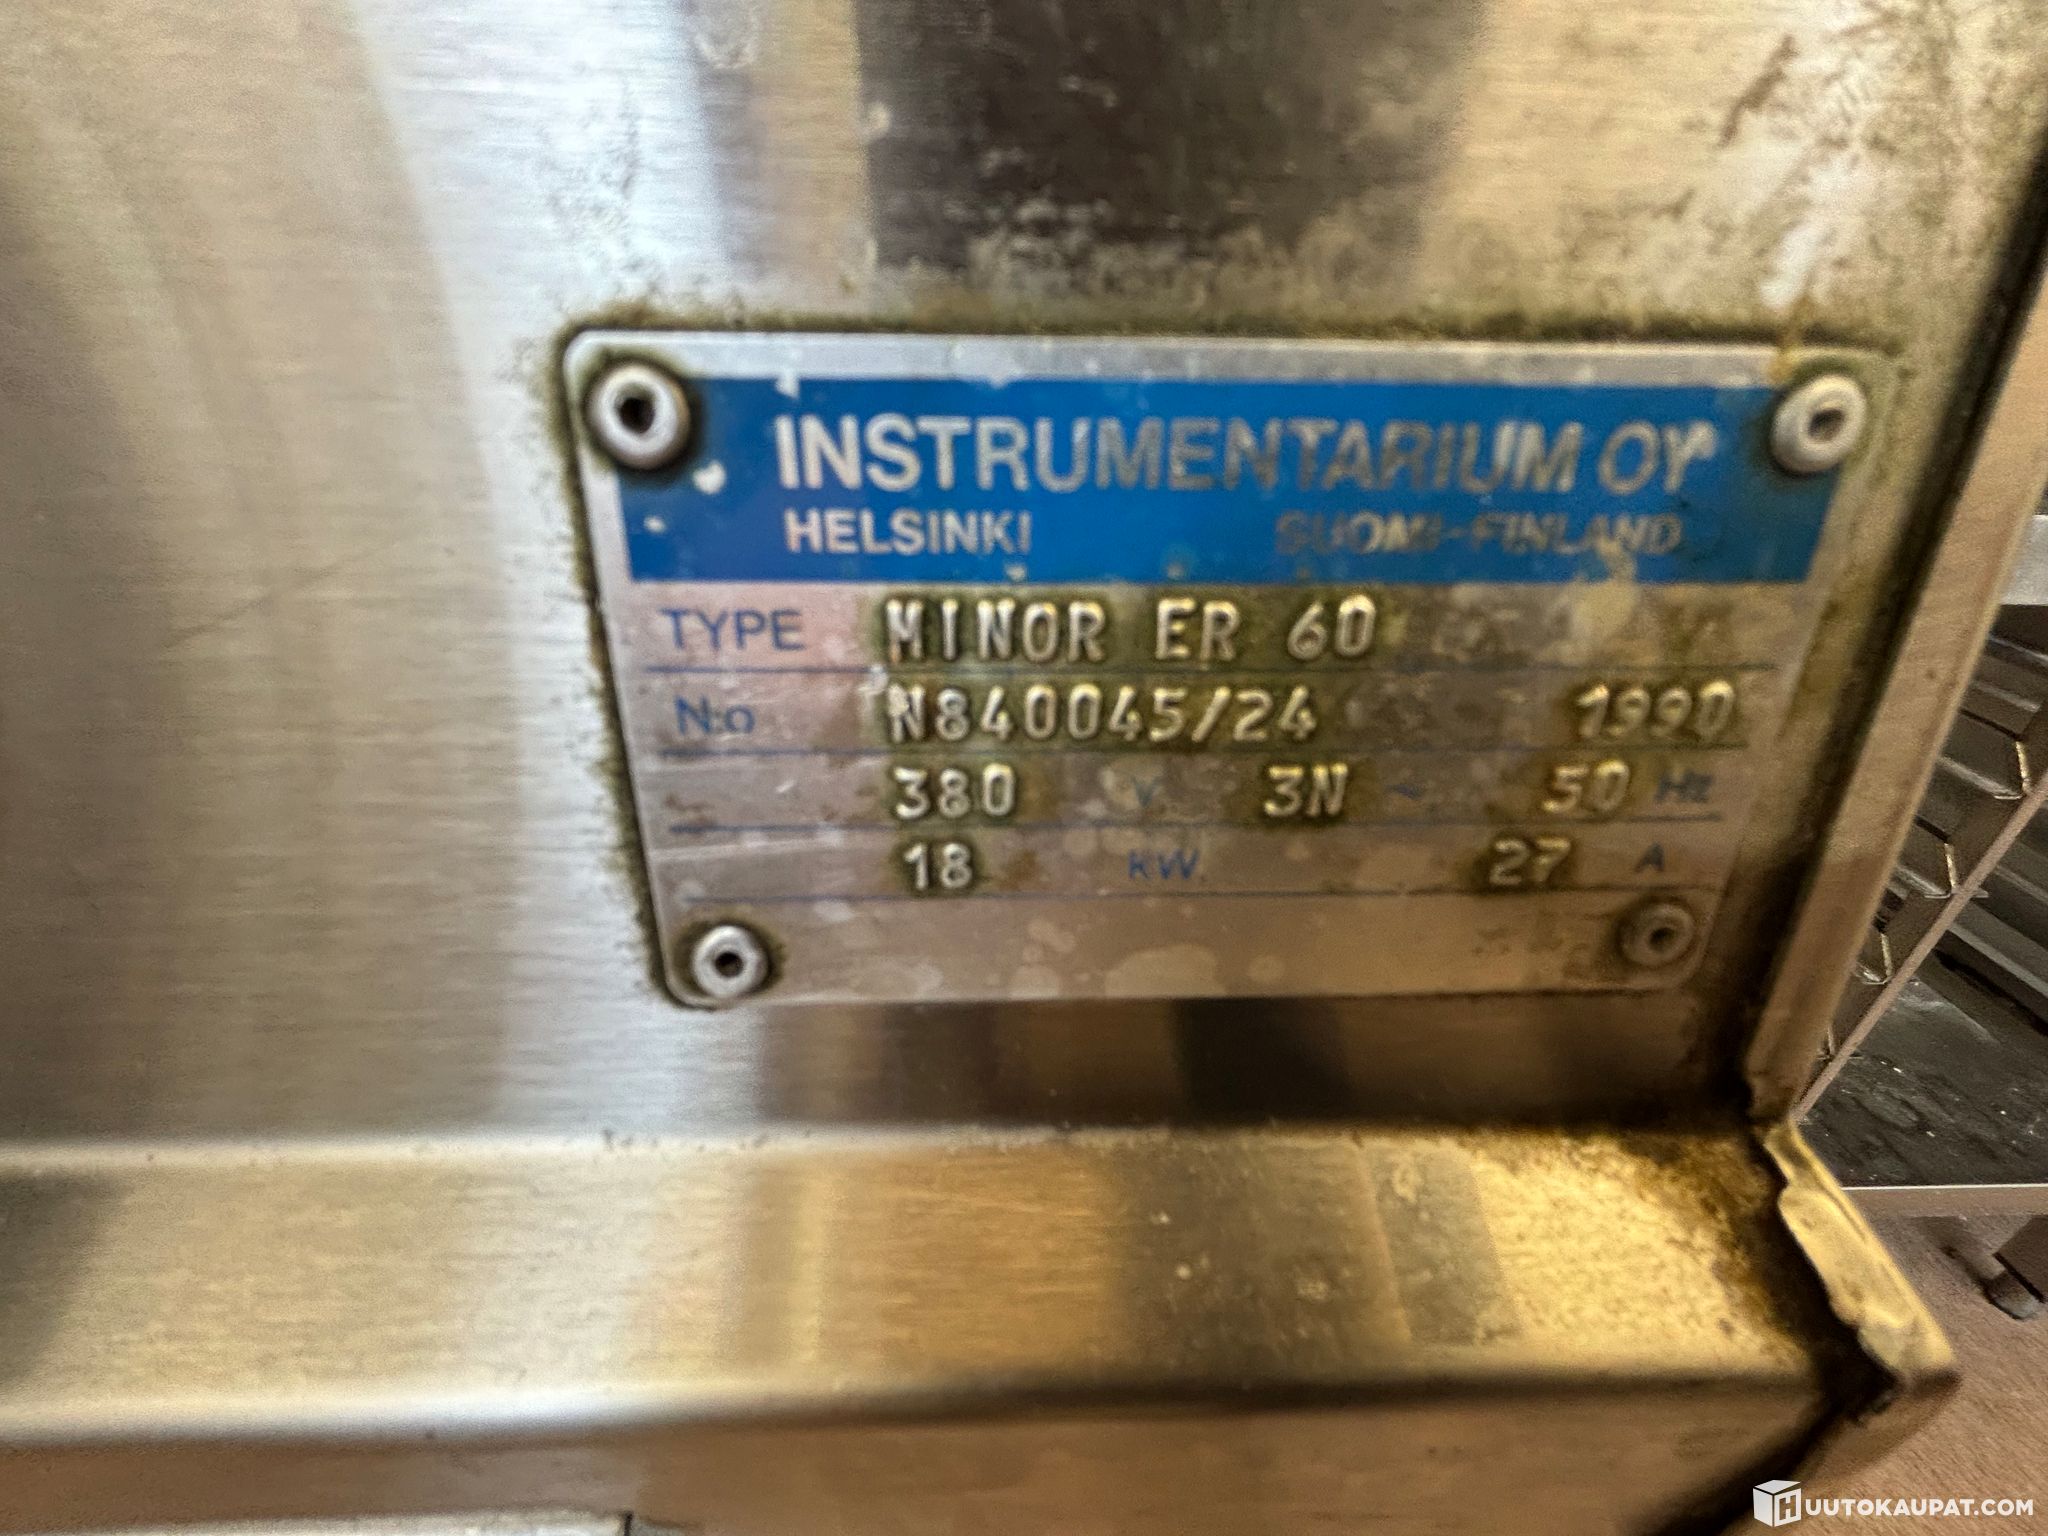 INSTRUMENTARIUM OY
HELSINKI SUOMI-FINLAND
TYPE MINOR ER 60
N:o N840045/24 1990
380 V 3N ~ 50 Hz
18 KW 27 A
HUUTOKAUPAT.COM